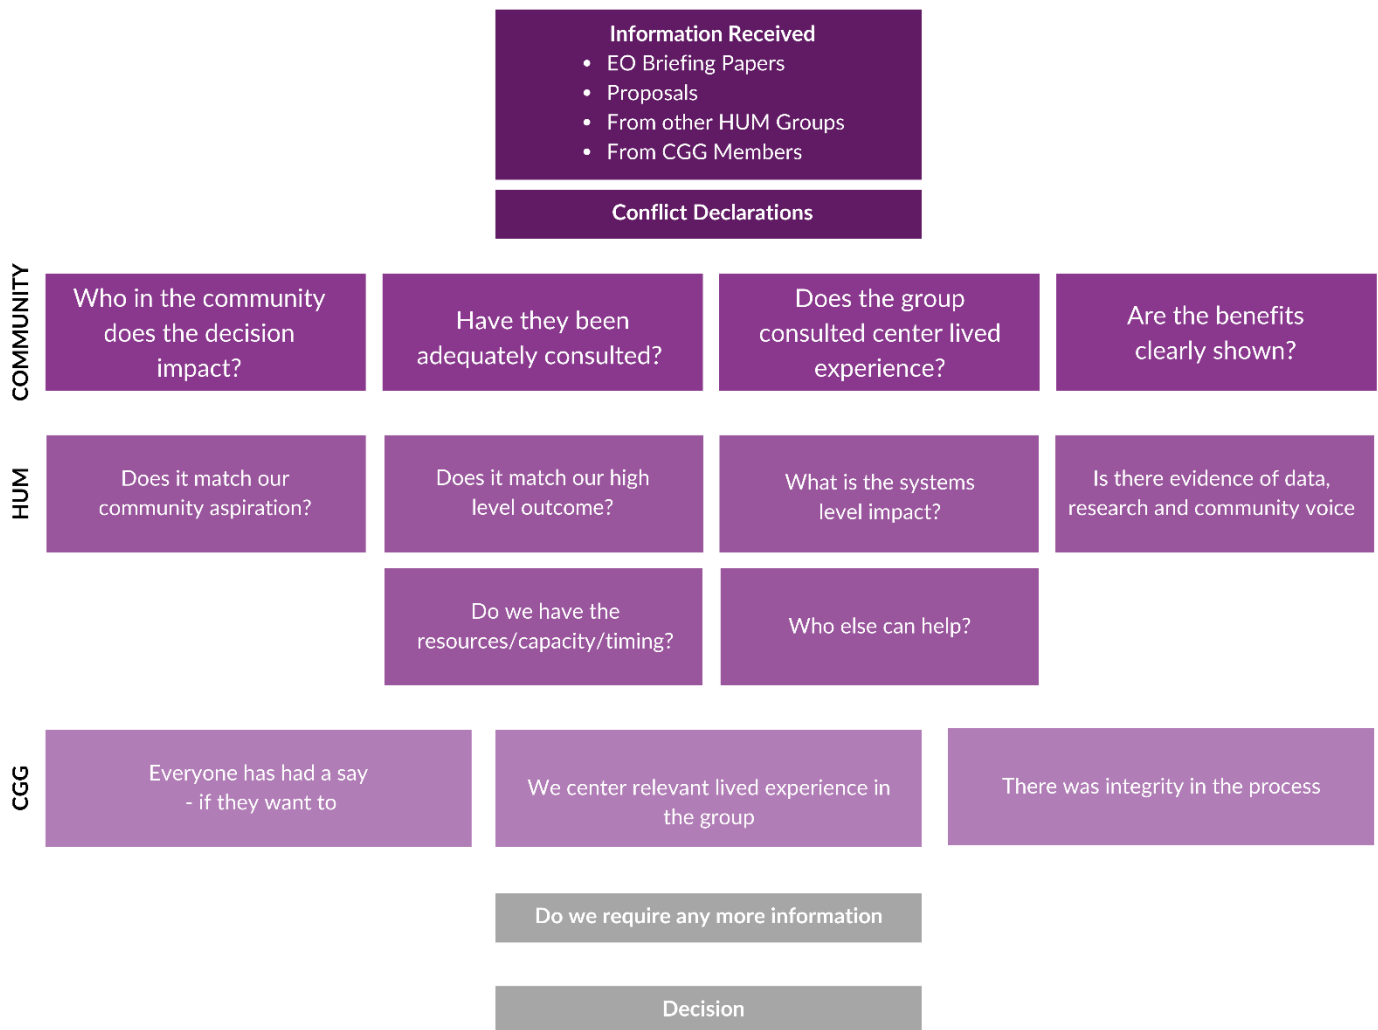 Information Received
• EO Briefing Papers
• Proposals
• From other HUM Groups
• From CGG Members
Conflict Declarations
COMMUNITY
Who in the community
does the decision
impact?
Have they been
adequately consulted?
Does the group
consulted center lived
experience?
Are the benefits
clearly shown?
HUM
Does it match our
community aspiration?
Does it match our high
level outcome?
What is the systems
level impact?
Is there evidence of data,
research and community voice
Do we have the
resources/capacity/timing?
Who else can help?
CGG
Everyone has had a say
- if they want to
We center relevant lived experience in
the group
There was integrity in the process
Do we require any more information
Decision